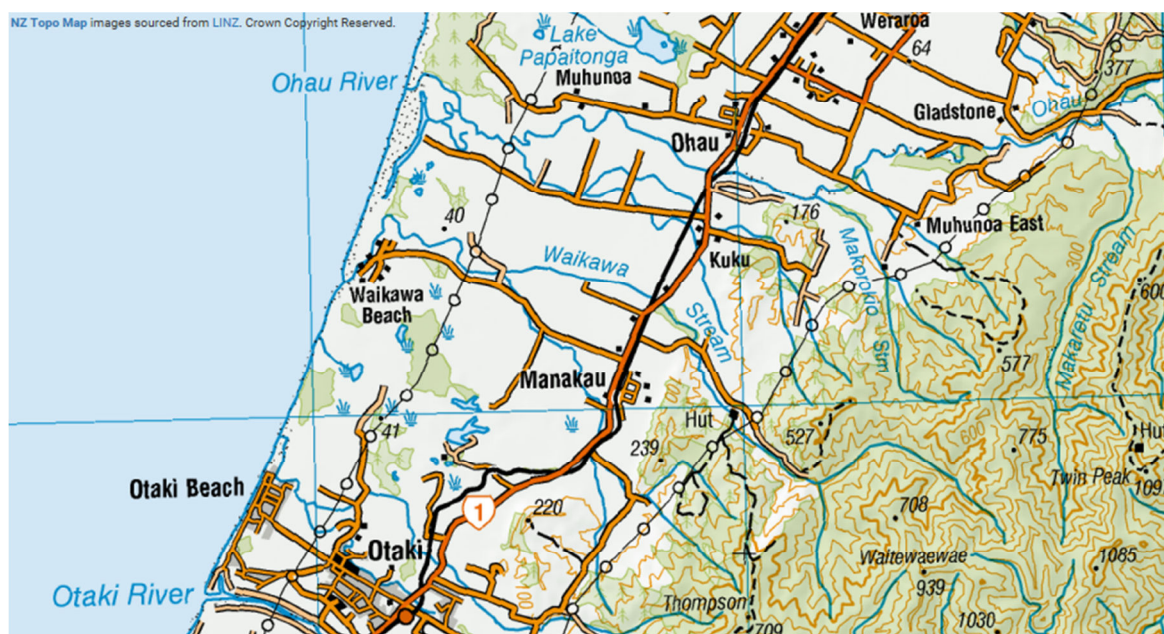 NZ Topo Map images sourced from LINZ. Crown Copyright Reserved.
Weraroa
64
Lake
Papaitonga
377
Ohau River
Muhunoa
Gladstone
Ohau
Ohau
40
176
Muhunoa East
Waikawa
Kuku
Makorokio
Stm
Makaretu Stream
600
Waikawa
Beach
Stream
577
Manakau
Hut
41
239
527
600
775
Hut
Twin Peak
109
Otaki Beach
1
220
708
Otaki
Waitewaewae
1085
939
Otaki River
Thompson
709
1030